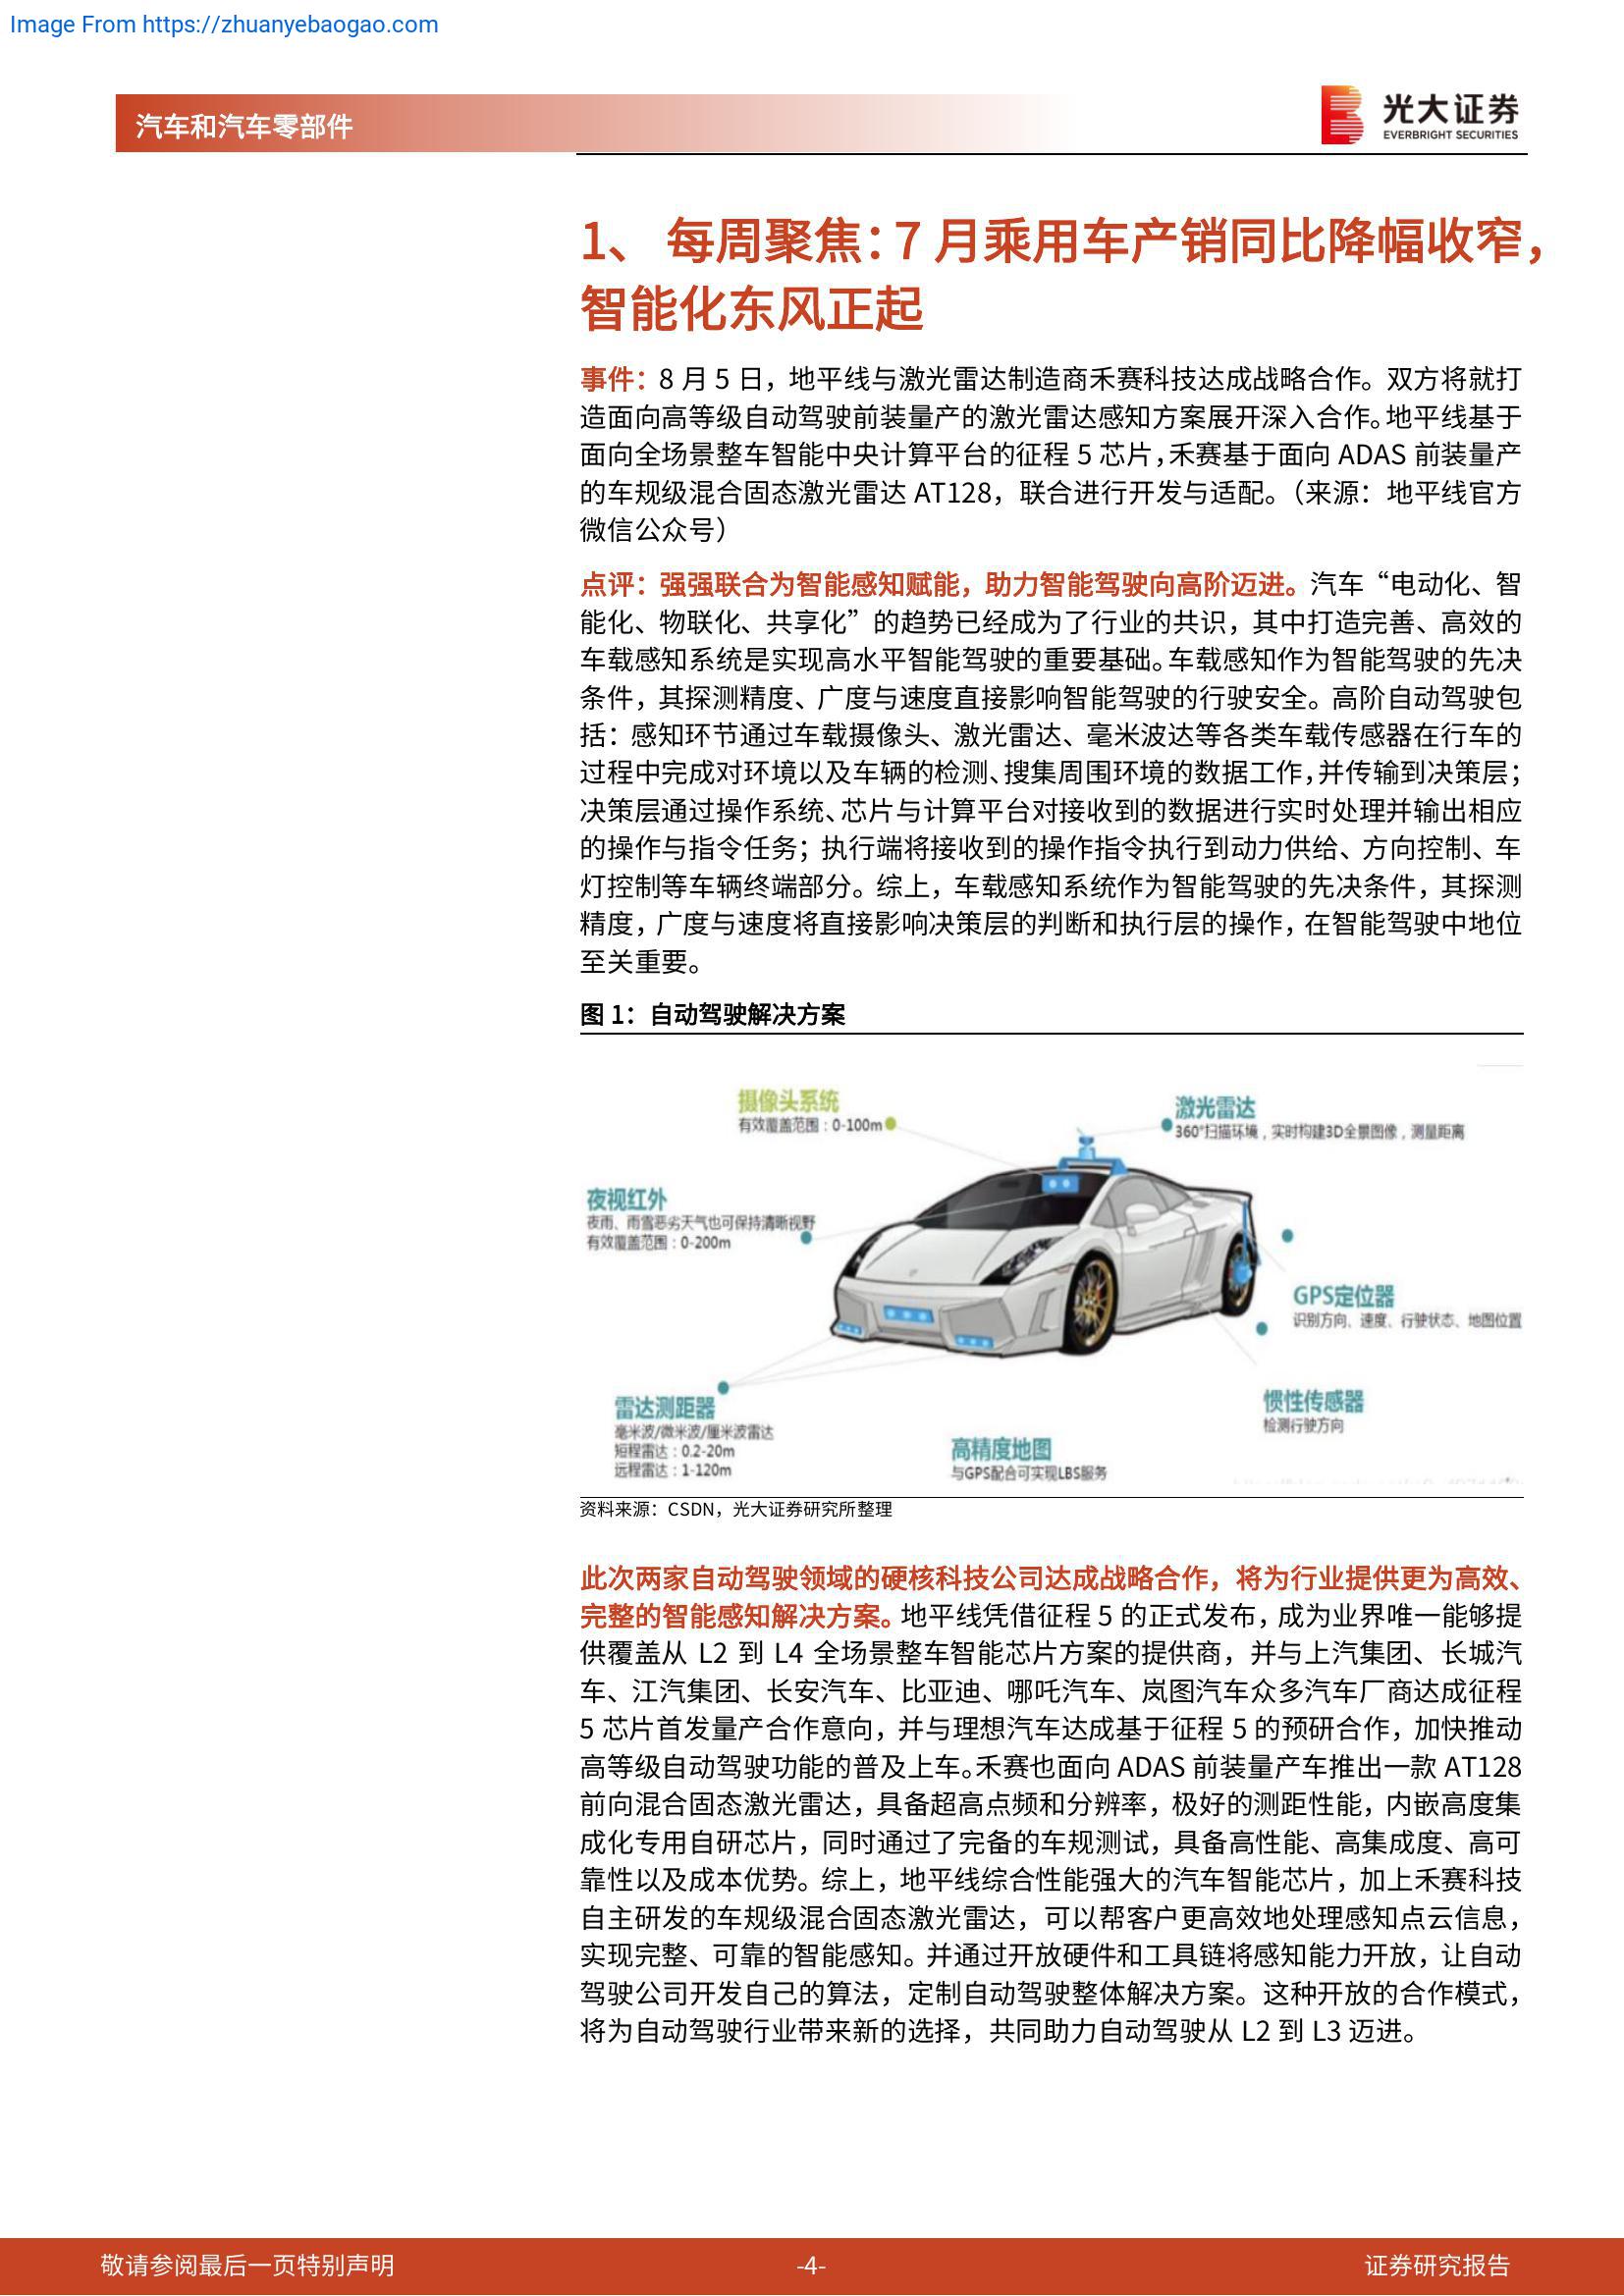 Image From https://zhuanyebaogao.com
汽车和汽车零部件
光大证券
EVERBRIGHT SECURITIES
1、 每周聚焦：7 月乘用车产销同比降幅收窄，
智能化东风正起
事件：8 月 5 日，地平线与激光雷达制造商禾赛科技达成战略合作。双方将就打
造面向高等级自动驾驶前装量产的激光雷达感知方案展开深入合作。地平线基于
面向全场景整车智能中央计算平台的征程 5 芯片，禾赛基于面向 ADAS 前装量产
的车规级混合固态激光雷达 AT128，联合进行开发与适配。（来源：地平线官方
微信公众号）
点评：强强联合为智能感知赋能，助力智能驾驶向高阶迈进。汽车“电动化、智
能化、物联化、共享化”的趋势已经成为了行业的共识，其中打造完善、高效的
车载感知系统是实现高水平智能驾驶的重要基础。车载感知作为智能驾驶的先决
条件，其探测精度、广度与速度直接影响智能驾驶的行驶安全。高阶自动驾驶包
括：感知环节通过车载摄像头、激光雷达、毫米波达等各类车载传感器在行车的
过程中完成对环境以及车辆的检测、搜集周围环境的数据工作，并传输到决策层；
决策层通过操作系统、芯片与计算平台对接收到的数据进行实时处理并输出相应
的操作与指令任务；执行端将接收到的操作指令执行到动力供给、方向控制、车
灯控制等车辆终端部分。综上，车载感知系统作为智能驾驶的先决条件，其探测
精度，广度与速度将直接影响决策层的判断和执行层的操作，在智能驾驶中地位
至关重要。
图 1：自动驾驶解决方案
摄像头系统
有效覆盖范围：0-100m
激光雷达
360°扫描环境，实时构建3D全景图像，测量距离
夜视红外
夜雨、雨雪恶劣天气也可保持清晰视野
有效覆盖范围：0-200m
GPS定位器
识别方向、速度、行驶状态、地图位置
雷达测距器
毫米波/微米波/厘米波雷达
短程雷达：0.2-20m
远程雷达：1-120m
惯性传感器
检测行驶方向
高精度地图
与GPS配合可实现LBS服务
资料来源：CSDN，光大证券研究所整理
此次两家自动驾驶领域的硬核科技公司达成战略合作，将为行业提供更为高效、
完整的智能感知解决方案。地平线凭借征程 5 的正式发布，成为业界唯一能够提
供覆盖从 L2 到 L4 全场景整车智能芯片方案的提供商，并与上汽集团、长城汽
车、江汽集团、长安汽车、比亚迪、哪吒汽车、岚图汽车众多汽车厂商达成征程
5 芯片首发量产合作意向，并与理想汽车达成基于征程 5 的预研合作，加快推动
高等级自动驾驶功能的普及上车。禾赛也面向 ADAS 前装量产车推出一款 AT128
前向混合固态激光雷达，具备超高点频和分辨率，极好的测距性能，内嵌高度集
成化专用自研芯片，同时通过了完备的车规测试，具备高性能、高集成度、高可
靠性以及成本优势。综上，地平线综合性能强大的汽车智能芯片，加上禾赛科技
自主研发的车规级混合固态激光雷达，可以帮客户更高效地处理感知点云信息，
实现完整、可靠的智能感知。并通过开放硬件和工具链将感知能力开放，让自动
驾驶公司开发自己的算法，定制自动驾驶整体解决方案。这种开放的合作模式，
将为自动驾驶行业带来新的选择，共同助力自动驾驶从 L2 到 L3 迈进。
敬请参阅最后一页特别声明
-4-
证券研究报告